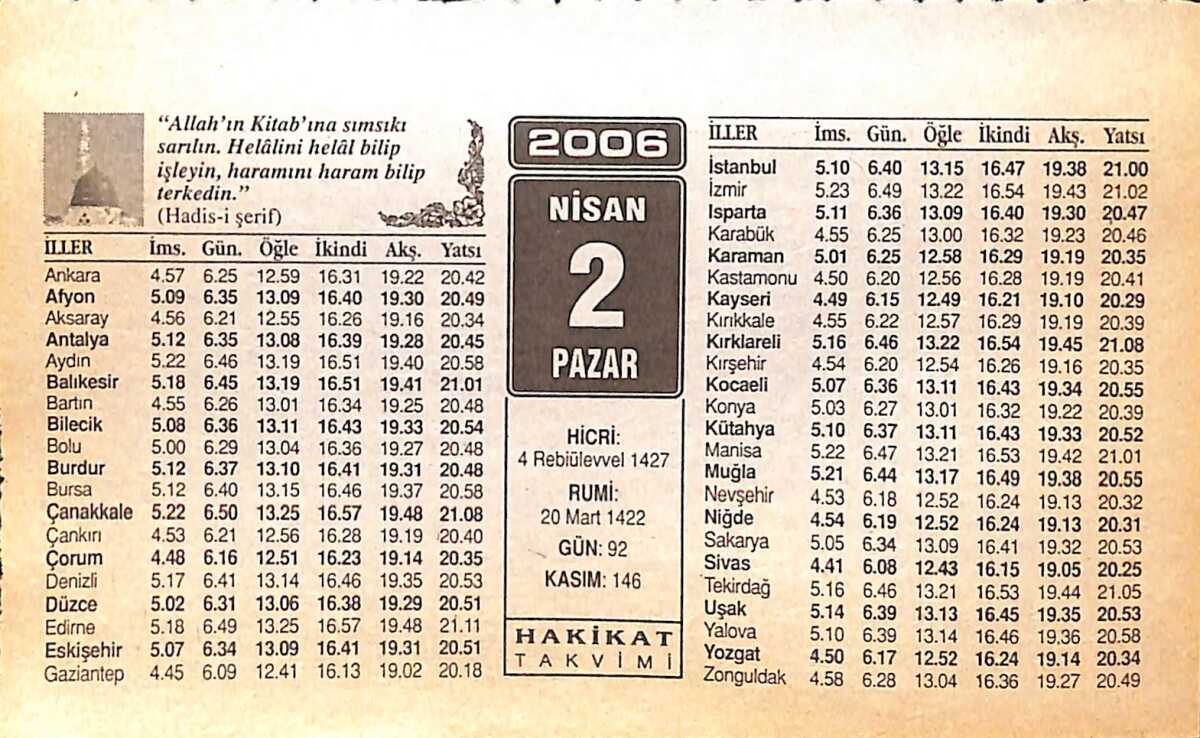 "Allah'ın Kitab'ına sımsıkı
sarılın. Helâlini helâl bilip
işleyin, haramını haram bilip
terkedin."
(Hadis-i şerif)
İLLER İms. Gün. Öğle İkindi Akş. Yatsı
Ankara 4.57 6.25 12.59 16.31 19.22 20.42
Afyon 5.09 6.35 13.09 16.40 19.30 20.49
Aksaray 4.56 6.21 12.55 16.26 19.16 20.34
Antalya 5.12 6.35 13.08 16.39 19.28 20.45
Aydın 5.22 6.46 13.19 16.51 19.40 20.58
Balıkesir 5.18 6.45 13.19 16.51 19.41 21.01
Bartın 4.55 6.26 13.01 16.34 19.25 20.48
Bilecik 5.08 6.36 13.11 16.43 19.33 20.54
Bolu 5.00 6.29 13.04 16.36 19.27 20.48
Burdur 5.12 6.37 13.10 16.41 19.31 20.48
Bursa 5.12 6.40 13.15 16.46 19.37 20.58
Çanakkale 5.22 6.50 13.25 16.57 19.48 21.08
Çankırı 4.53 6.21 12.56 16.28 19.19 20.40
Çorum 4.48 6.16 12.51 16.23 19.14 20.35
Denizli 5.17 6.41 13.14 16.46 19.35 20.53
Düzce 5.02 6.31 13.06 16.38 19.29 20.51
Edirne 5.18 6.49 13.25 16.57 19.48 21.11
Eskişehir 5.07 6.34 13.09 16.41 19.31 20.51
Gaziantep 4.45 6.09 12.41 16.13 19.02 20.18
2006
NİSAN
2
PAZAR
HİCRİ:
4 Rebiülevvel 1427
RUMİ:
20 Mart 1422
GÜN: 92
KASIM: 146
HAKİKAT
TAKVİMİ
İLLER İms. Gün. Öğle İkindi Akş. Yatsı
İstanbul 5.10 6.40 13.15 16.47 19.38 21.00
İzmir 5.23 6.49 13.22 16.54 19.43 21.02
Isparta 5.11 6.36 13.09 16.40 19.30 20.47
Karabük 4.55 6.25 13.00 16.32 19.23 20.46
Karaman 5.01 6.25 12.58 16.29 19.19 20.35
Kastamonu 4.50 6.20 12.56 16.28 19.19 20.41
Kayseri 4.49 6.15 12.49 16.21 19.10 20.29
Kırıkkale 4.55 6.22 12.57 16.29 19.19 20.39
Kırklareli 5.16 6.46 13.22 16.54 19.45 21.08
Kırşehir 4.54 6.20 12.54 16.26 19.16 20.35
Kocaeli 5.07 6.36 13.11 16.43 19.34 20.55
Konya 5.03 6.27 13.01 16.32 19.22 20.39
Kütahya 5.10 6.37 13.11 16.43 19.33 20.52
Manisa 5.22 6.47 13.21 16.53 19.42 21.01
Muğla 5.21 6.44 13.17 16.49 19.38 20.55
Nevşehir 4.53 6.18 12.52 16.24 19.13 20.32
Niğde 4.54 6.19 12.52 16.24 19.13 20.31
Sakarya 5.05 6.34 13.09 16.41 19.32 20.53
Sivas 4.41 6.08 12.43 16.15 19.05 20.25
Tekirdağ 5.16 6.46 13.21 16.53 19.44 21.05
Uşak 5.14 6.39 13.13 16.45 19.35 20.53
Yalova 5.10 6.39 13.14 16.46 19.36 20.58
Yozgat 4.50 6.17 12.52 16.24 19.14 20.34
Zonguldak 4.58 6.28 13.04 16.36 19.27 20.49